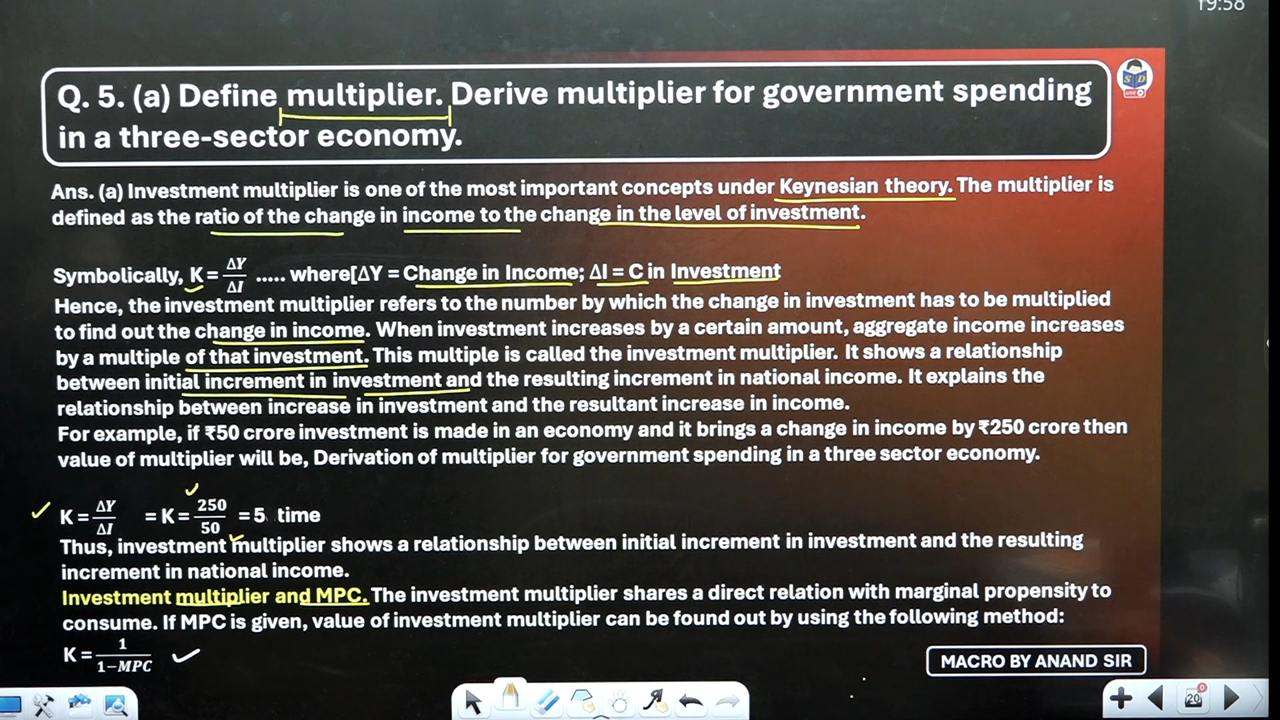 19:58
Q. 5. (a) Define multiplier. Derive multiplier for government spending
in a three-sector economy.
S D
LIVE
Ans. (a) Investment multiplier is one of the most important concepts under Keynesian theory. The multiplier is
defined as the ratio of the change in income to the change in the level of investment.
Symbolically, K = ΔY/ΔI ..... where[ΔY = Change in Income; ΔI = C in Investment
Hence, the investment multiplier refers to the number by which the change in investment has to be multiplied
to find out the change in income. When investment increases by a certain amount, aggregate income increases
by a multiple of that investment. This multiple is called the investment multiplier. It shows a relationship
between initial increment in investment and the resulting increment in national income. It explains the
relationship between increase in investment and the resultant increase in income.
For example, if ₹50 crore investment is made in an economy and it brings a change in income by ₹250 crore then
value of multiplier will be, Derivation of multiplier for government spending in a three sector economy.
K = ΔY/ΔI = K = 250/50 = 5 time
Thus, investment multiplier shows a relationship between initial increment in investment and the resulting
increment in national income.
Investment multiplier and MPC. The investment multiplier shares a direct relation with marginal propensity to
consume. If MPC is given, value of investment multiplier can be found out by using the following method:
K = 1/1−MPC
MACRO BY ANAND SIR
20